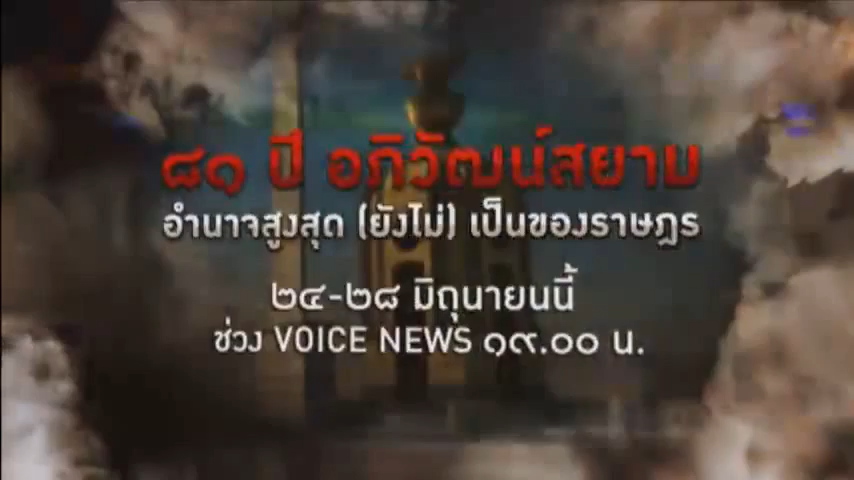 ๘๑ ปี อภิวัฒน์สยาม
อำนาจสูงสุด (ยังไม่) เป็นของราษฎร
๒๔-๒๘ มิถุนายนนี้
ช่วง VOICE NEWS ๑๙.๐๐ น.